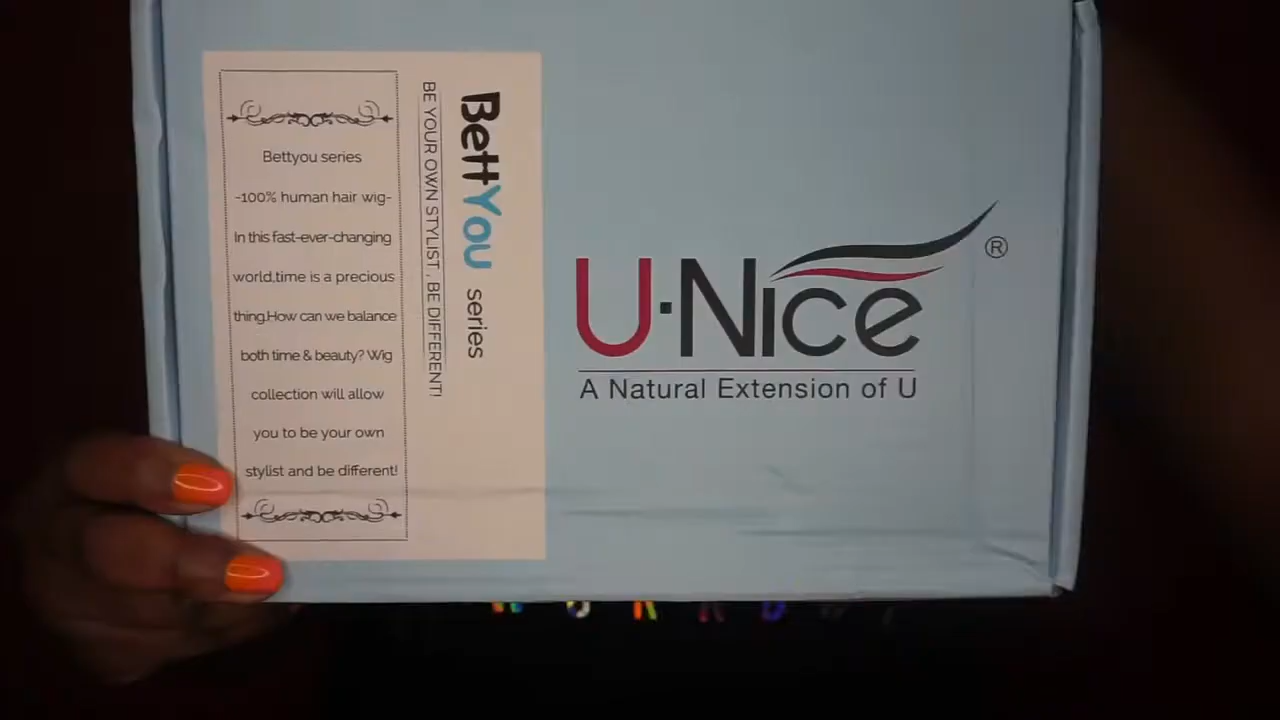 Bettyou series
-100% human hair wig-
In this fast-ever-changing
world,time is a precious
thing.How can we balance
both time & beauty? Wig
collection will allow
you to be your own
stylist and be different!
BettYou series
BE YOUR OWN STYLIST , BE DIFFERENT!
U·Nice ®
A Natural Extension of U